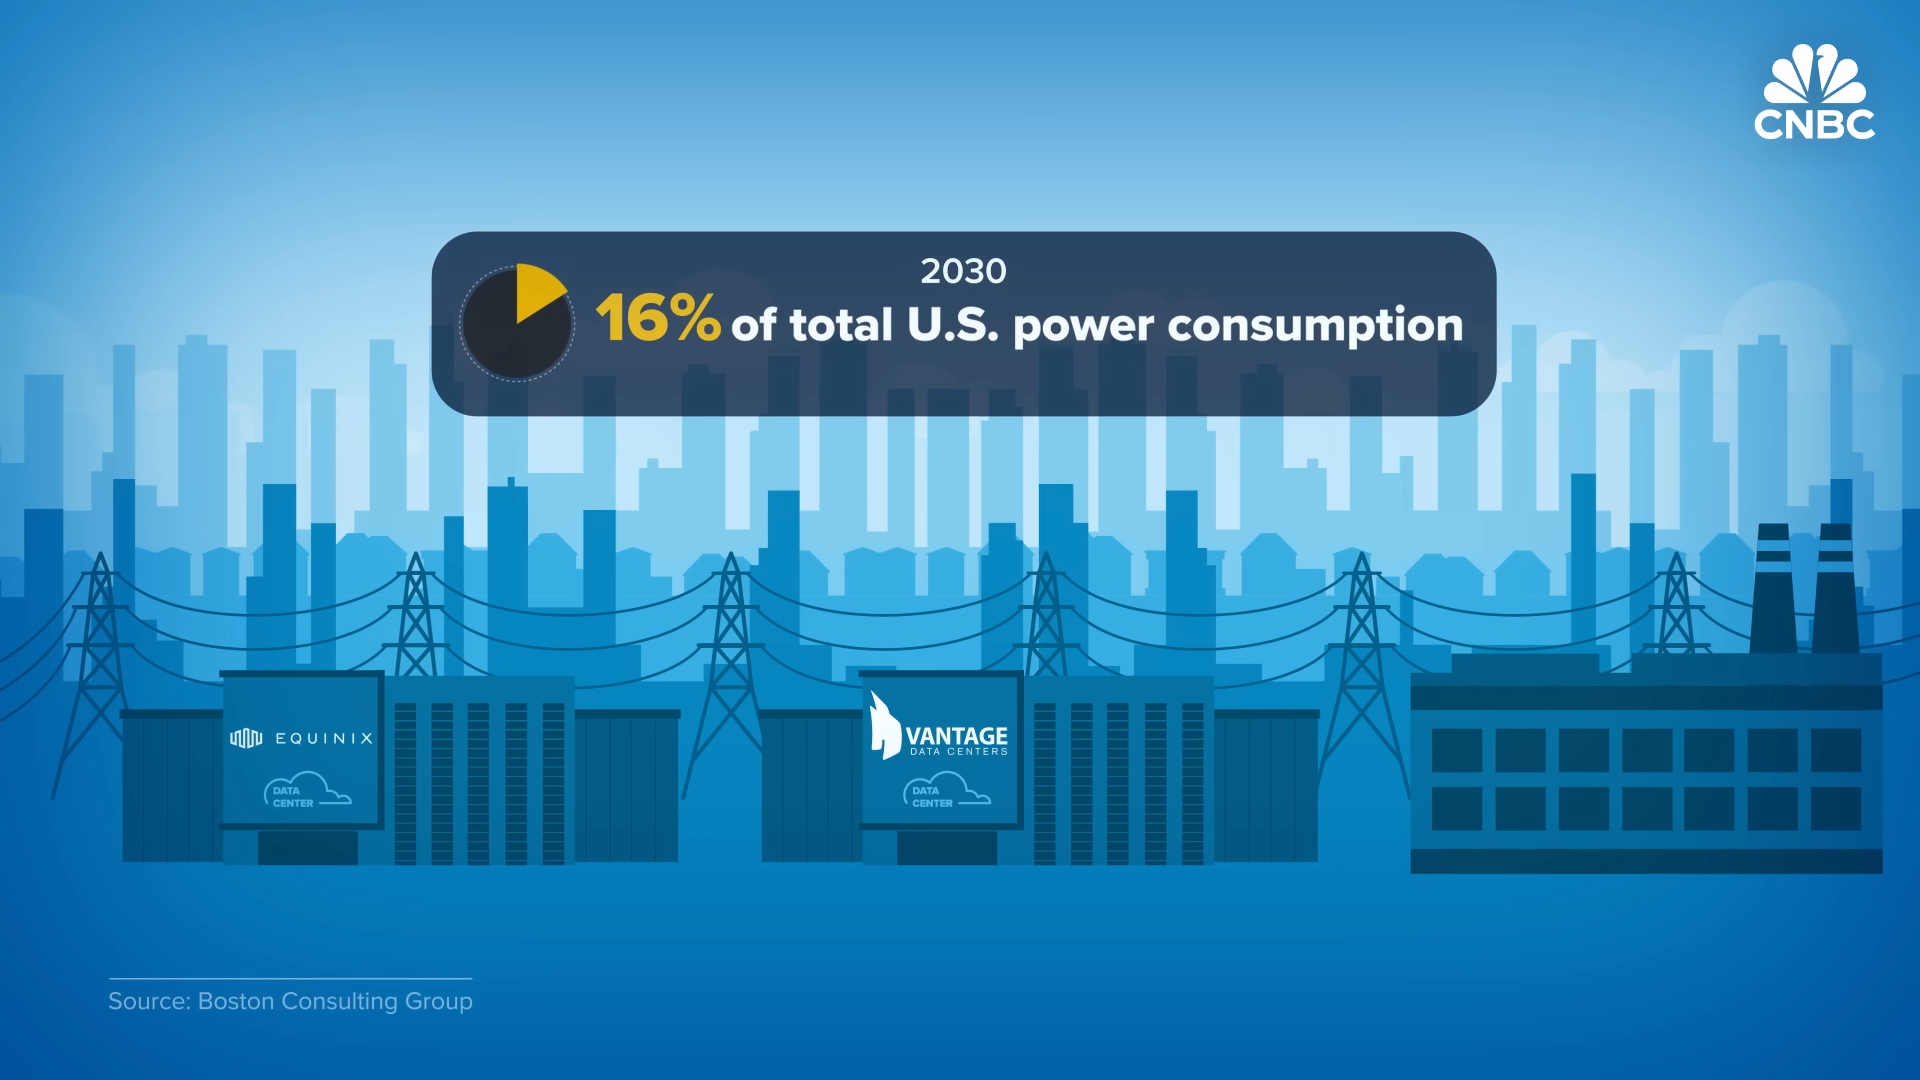 CNBC
2030
16% of total U.S. power consumption
EQUINIX
DATA
CENTER
VANTAGE
DATA CENTERS
DATA
CENTER
Source: Boston Consulting Group